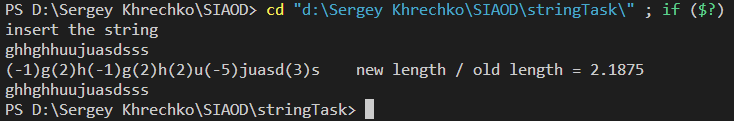 PS D:\Sergey Khrechko\SIAOD> cd "d:\Sergey Khrechko\SIAOD\stringTask\" ; if ($?)
insert the string
ghhghhuujuasdsss
(-1)g(2)h(-1)g(2)h(2)u(-5)juasd(3)s    new length / old length = 2.1875
ghhghhuujuasdsss
PS D:\Sergey Khrechko\SIAOD\stringTask>